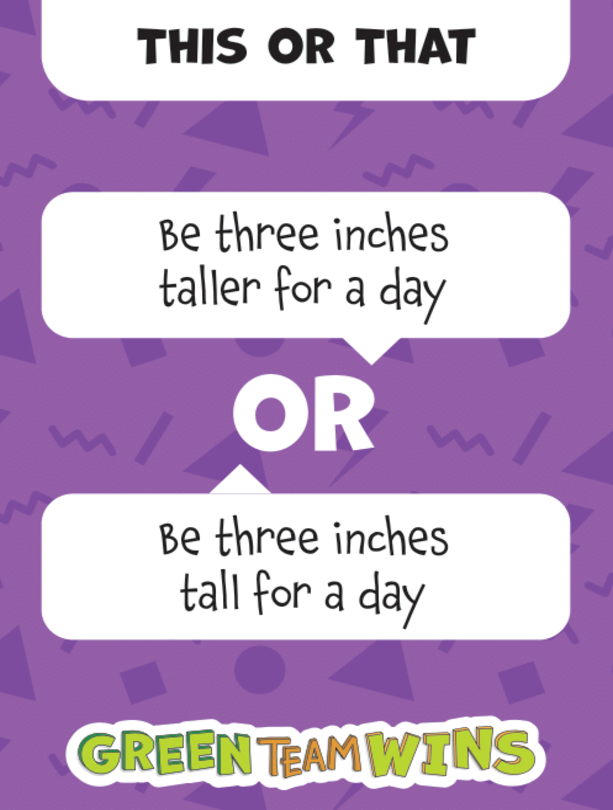 THIS OR THAT
Be three inches
taller for a day
OR
Be three inches
tall for a day
GREEN TEAM WINS